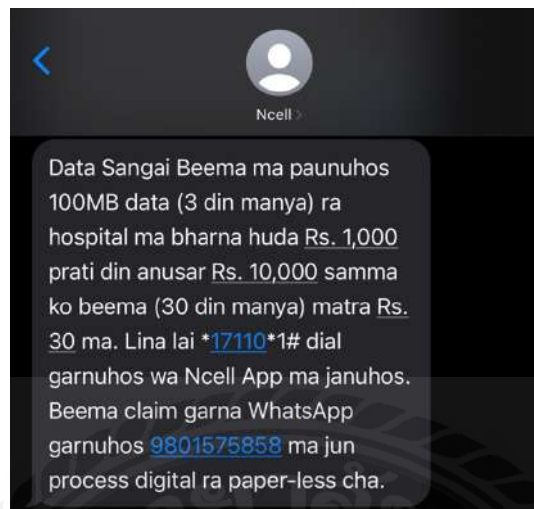 Ncell
Data Sangai Beema ma paunuhos
100MB data (3 din manya) ra
hospital ma bharna huda Rs. 1,000
prati din anusar Rs. 10,000 samma
ko beema (30 din manya) matra Rs.
30 ma. Lina lai *17110*1# dial
garnuhos wa Ncell App ma januhos.
Beema claim garna WhatsApp
garnuhos 9801575858 ma jun
process digital ra paper-less cha.